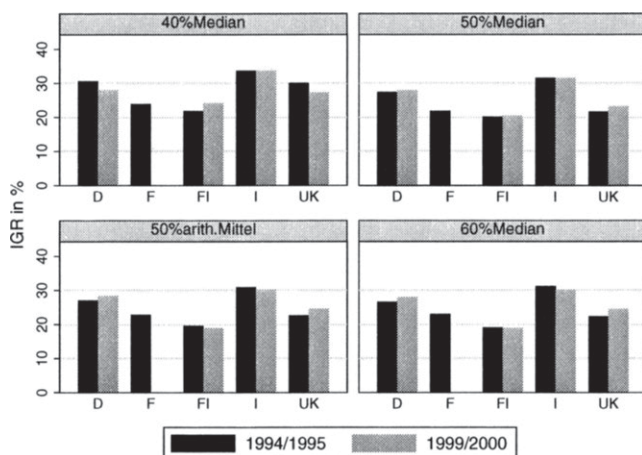 40%Median
50%Median
IGR in %
40
30
20
10
0
D F FI I UK
D F FI I UK
50%arith.Mittel
60%Median
40
30
20
10
0
D F FI I UK
D F FI I UK
1994/1995 1999/2000